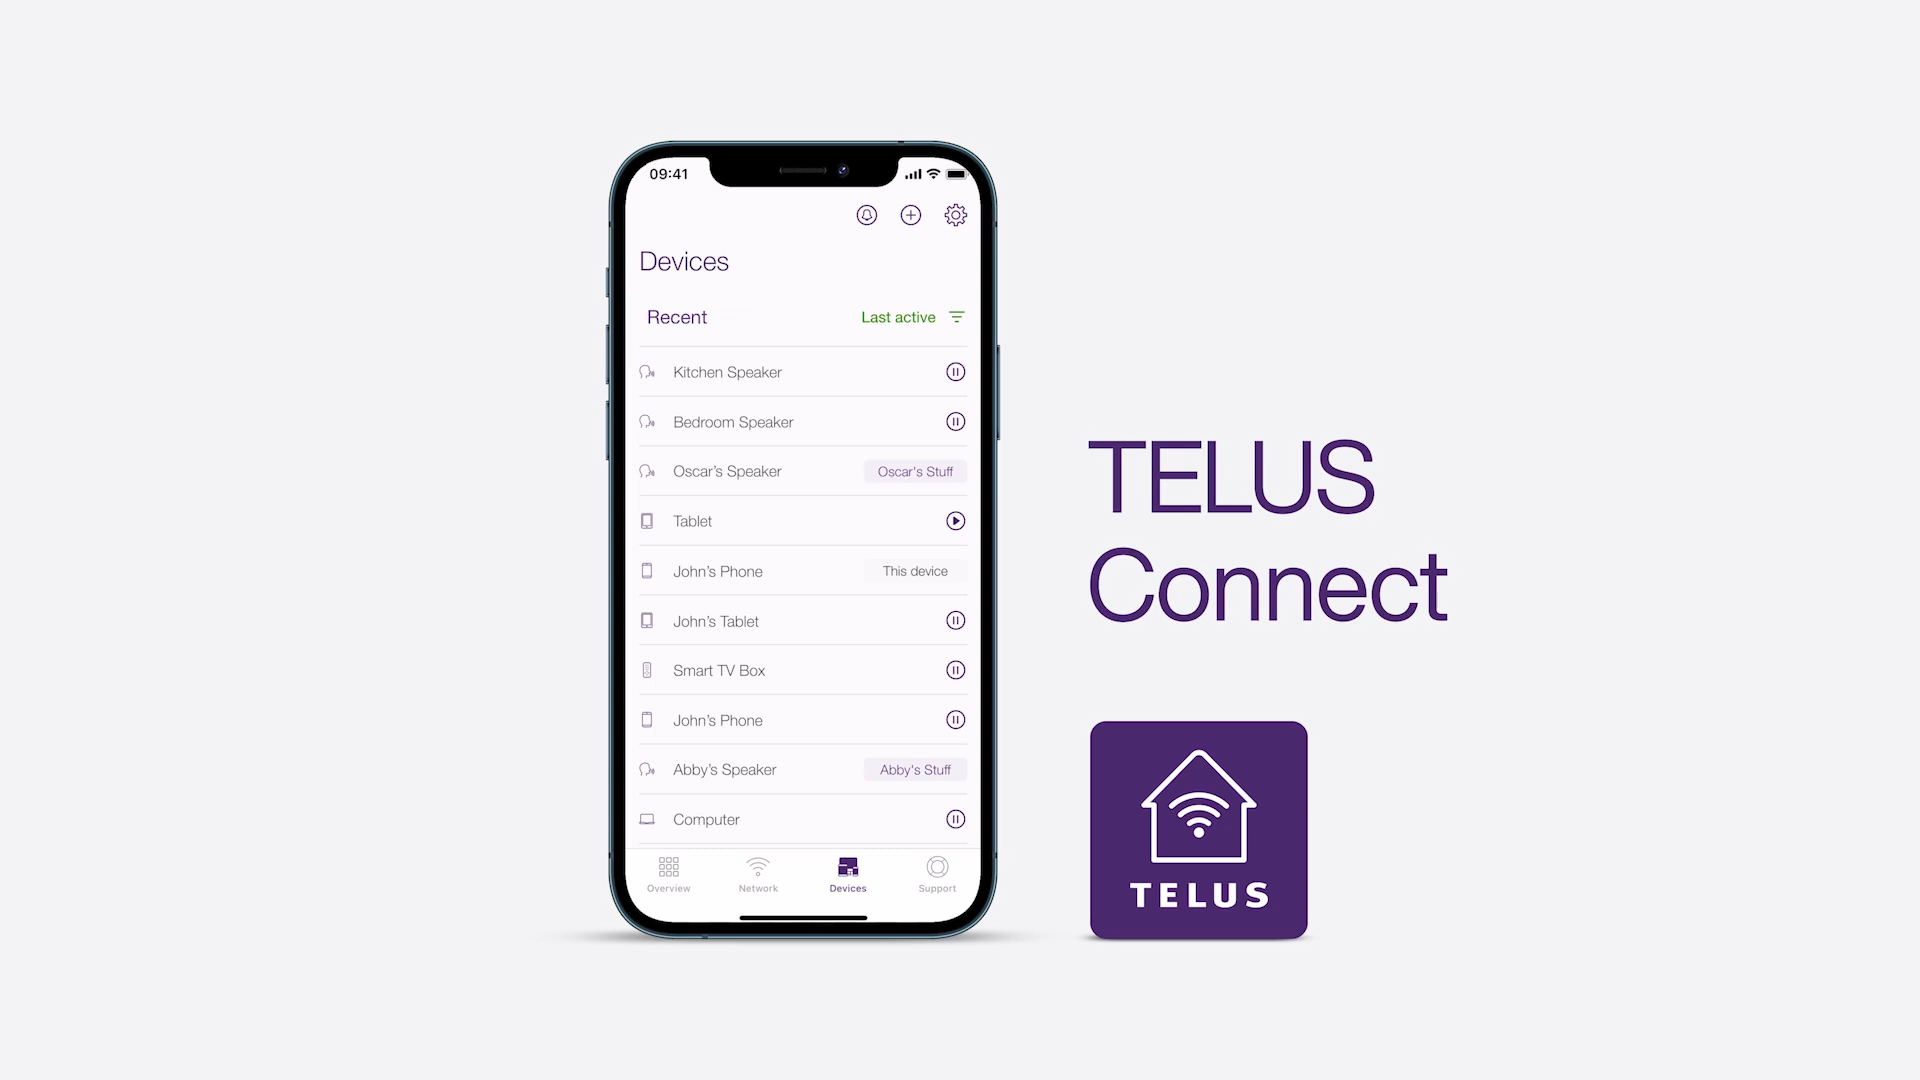 09:41
Devices
Recent
Last active
Kitchen Speaker
Bedroom Speaker
Oscar’s Speaker
Oscar's Stuff
Tablet
John’s Phone
This device
John’s Tablet
Smart TV Box
John’s Phone
Abby’s Speaker
Abby's Stuff
Computer
Overview
Network
Devices
Support
TELUS
Connect
TELUS